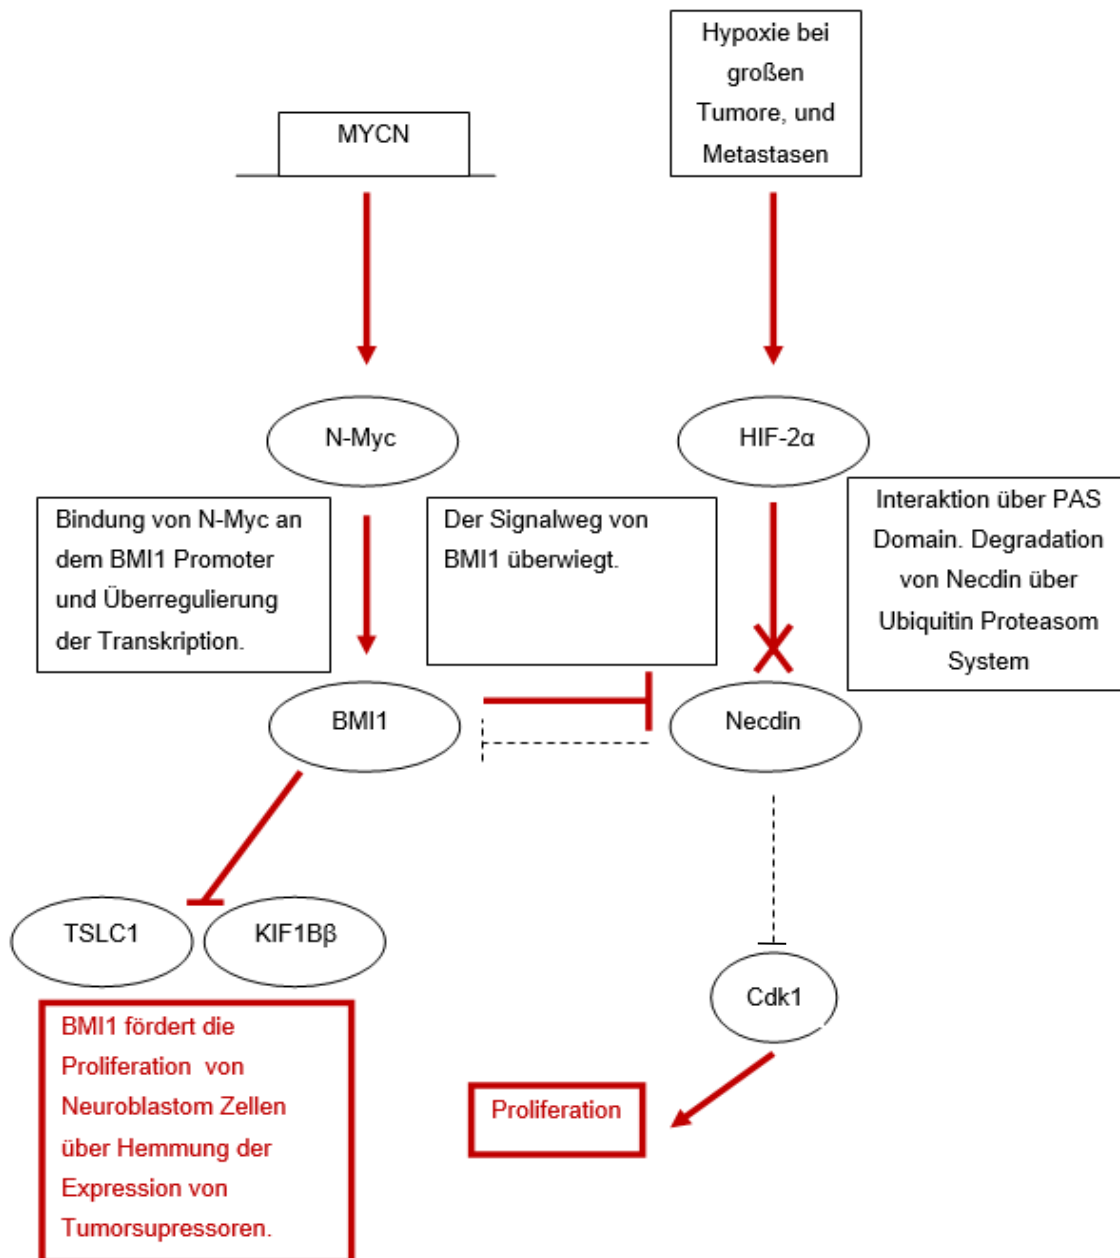 Hypoxie bei
großen
Tumore, und
Metastasen
MYCN
N-Myc
HIF-2α
Bindung von N-Myc an
dem BMI1 Promoter
und Überregulierung
der Transkription.
Der Signalweg von
BMI1 überwiegt.
Interaktion über PAS
Domain. Degradation
von Necdin über
Ubiquitin Proteasom
System
BMI1
Necdin
TSLC1
KIF1Bβ
Cdk1
BMI1 fördert die
Proliferation von
Neuroblastom Zellen
über Hemmung der
Expression von
Tumorsupressoren.
Proliferation